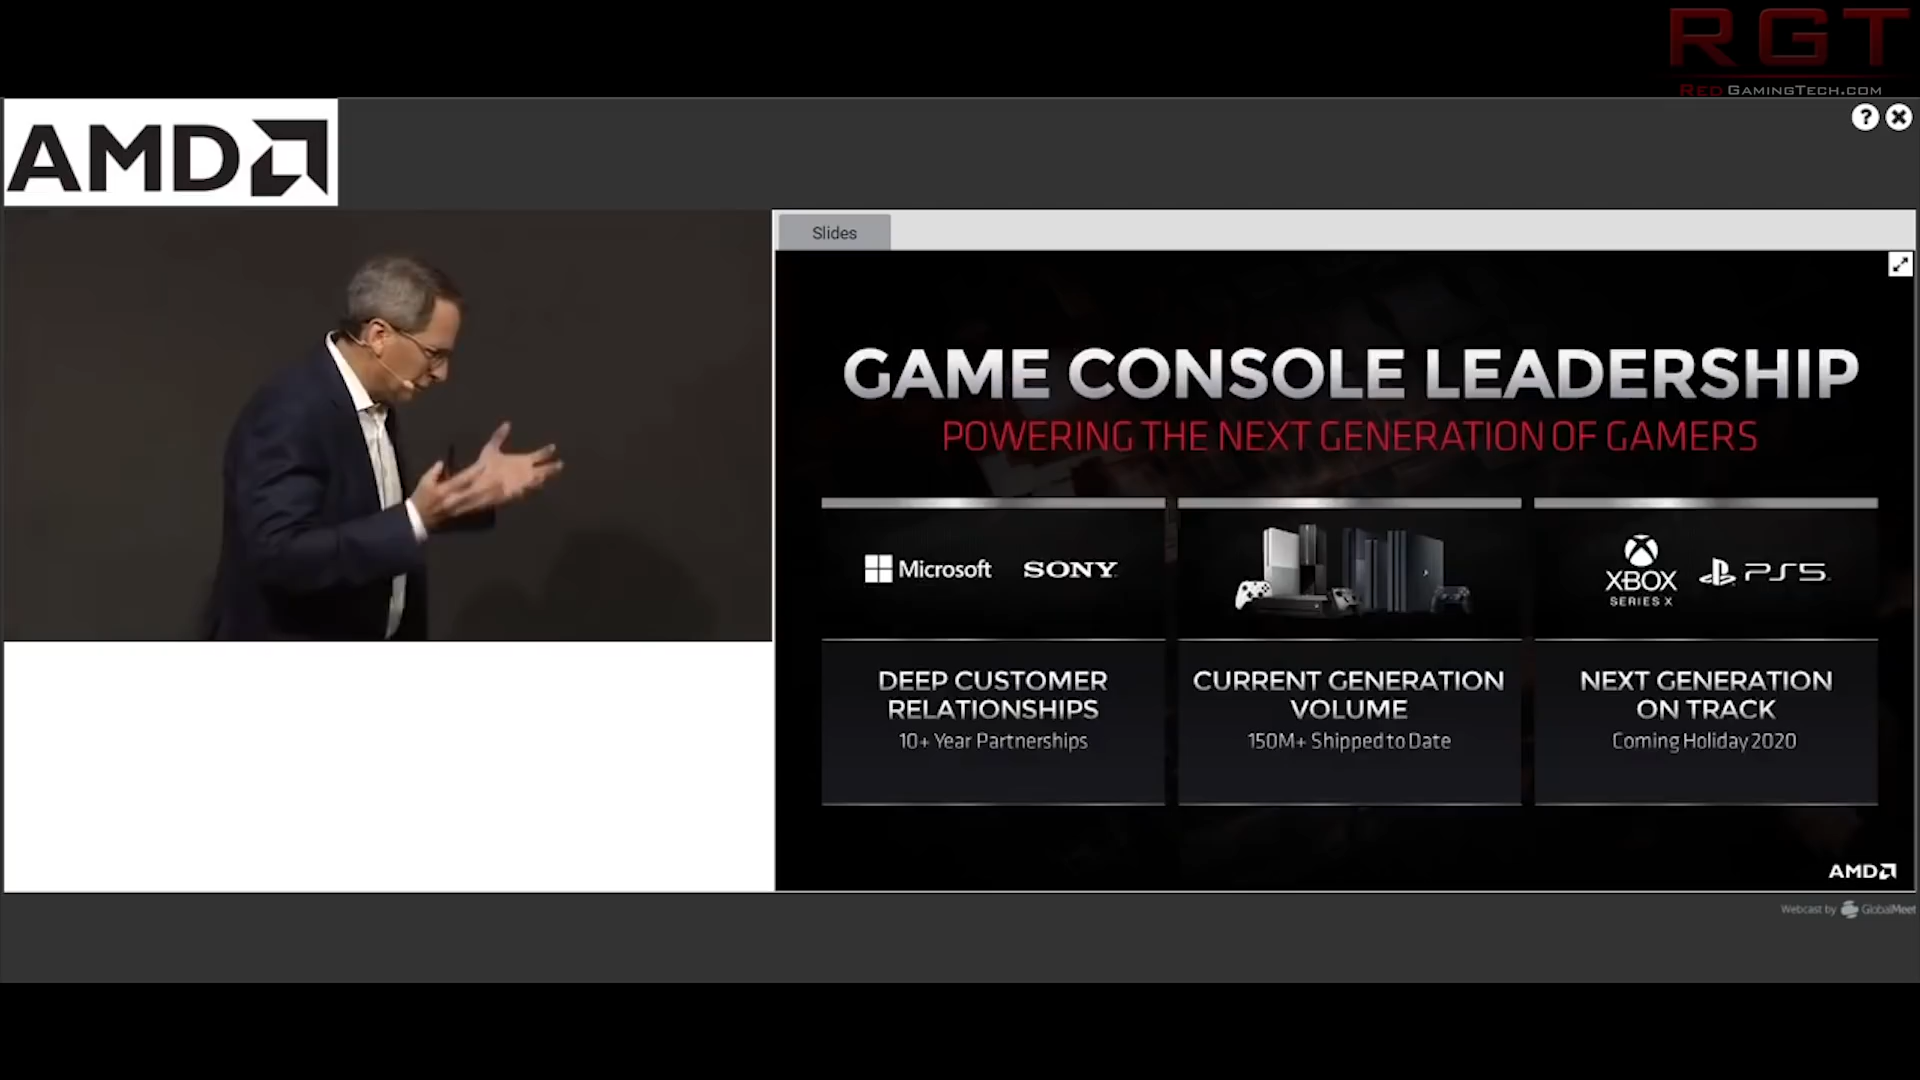 RGT
REDGAMINGTECH.COM
AMD
?
Slides
GAME CONSOLE LEADERSHIP
POWERING THE NEXT GENERATION OF GAMERS
Microsoft
SONY
XBOX
SERIES X
PS5
DEEP CUSTOMER
RELATIONSHIPS
10+ Year Partnerships
CURRENT GENERATION
VOLUME
150M+ Shipped to Date
NEXT GENERATION
ON TRACK
Coming Holiday 2020
AMD
Webcast by GlobalMeet